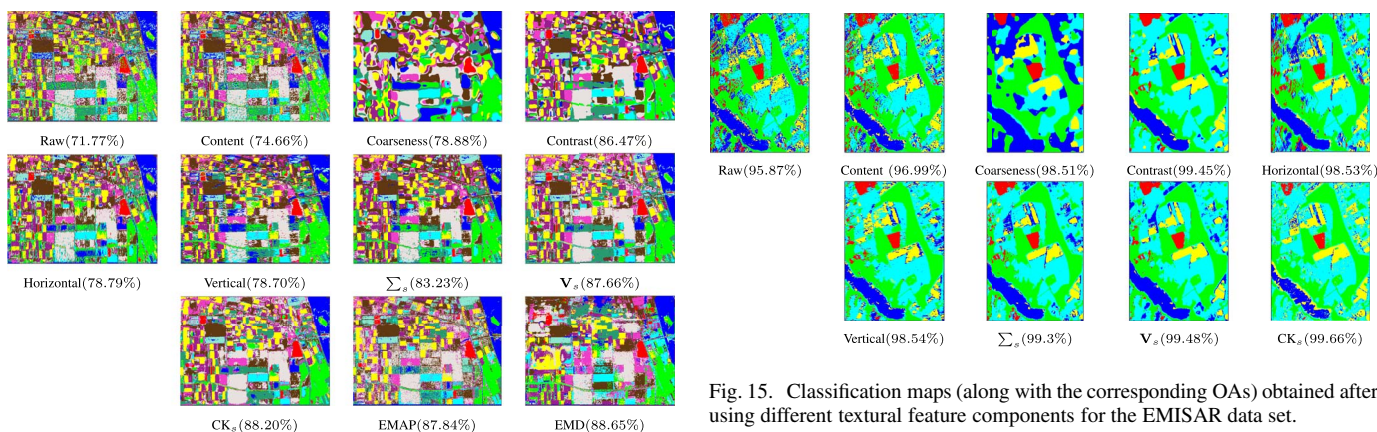 Raw(71.77%) Content (74.66%) Coarseness(78.88%) Contrast(86.47%)
Horizontal(78.79%) Vertical(78.70%) ∑s(83.23%) Vs(87.66%)
CKs(88.20%) EMAP(87.84%) EMD(88.65%)
Raw(95.87%) Content (96.99%) Coarseness(98.51%) Contrast(99.45%) Horizontal(98.53%)
Vertical(98.54%) ∑s(99.3%) Vs(99.48%) CKs(99.66%)
Fig. 15. Classification maps (along with the corresponding OAs) obtained after
using different textural feature components for the EMISAR data set.